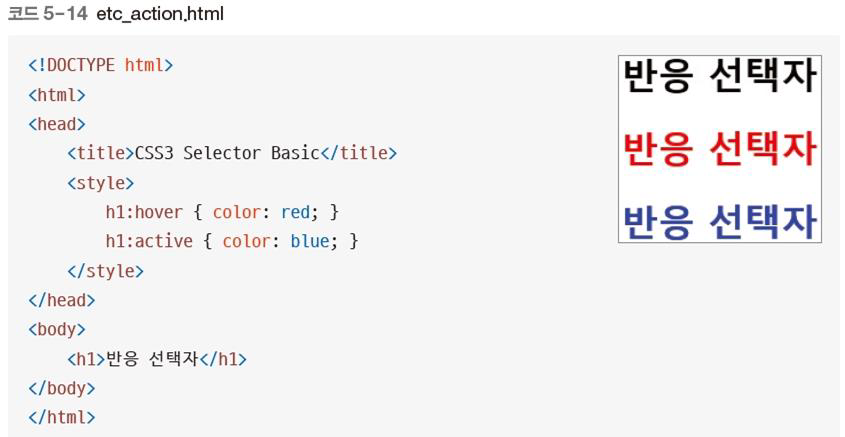 코드 5-14 etc_action.html
<!DOCTYPE html>
<html>
<head>
    <title>CSS3 Selector Basic</title>
    <style>
        h1:hover { color: red; }
        h1:active { color: blue; }
    </style>
</head>
<body>
    <h1>반응 선택자</h1>
</body>
</html>
반응 선택자
반응 선택자
반응 선택자